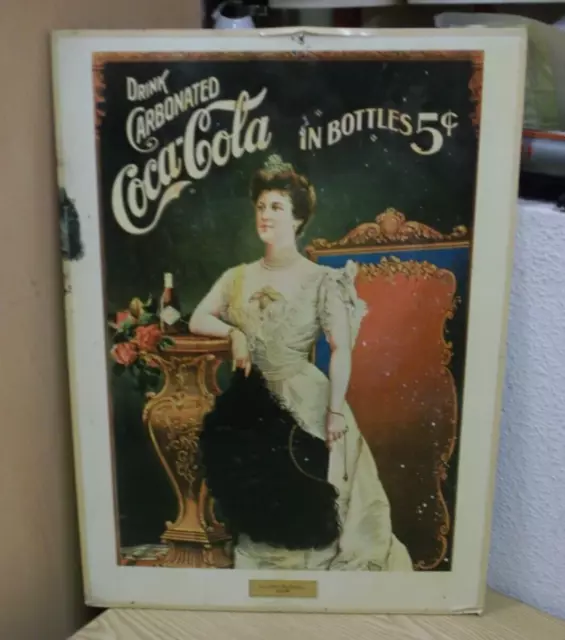 DRINK
CARBONATED
Coca-Cola
IN BOTTLES 5¢